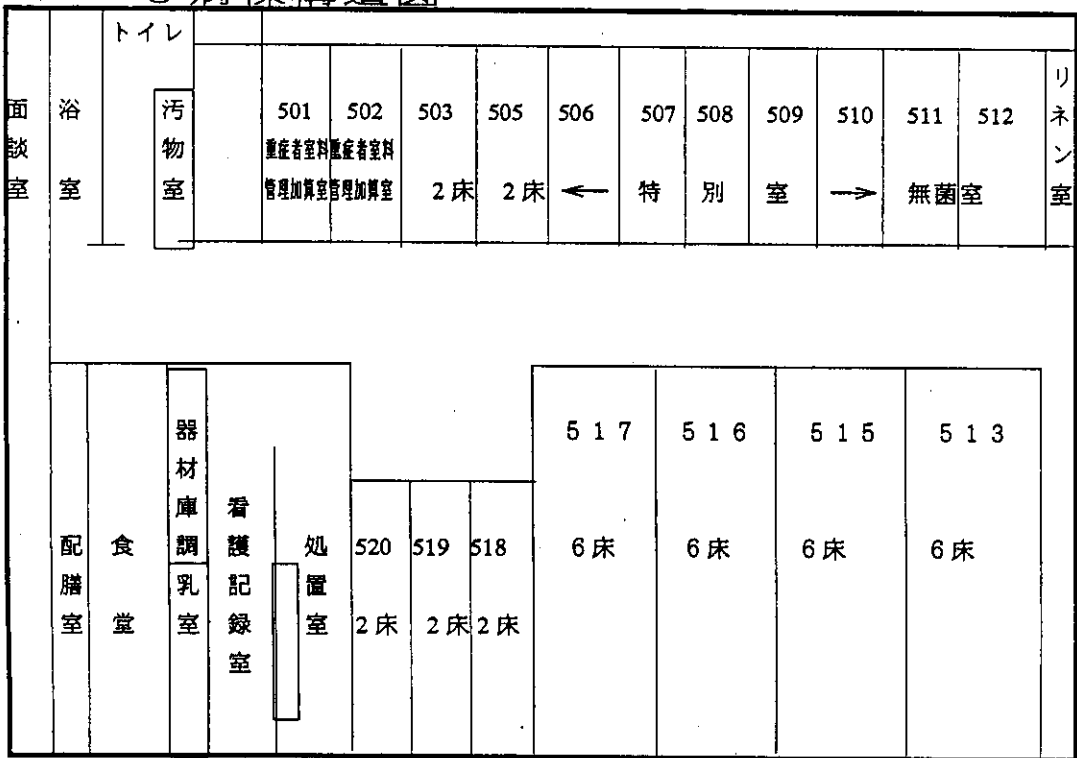 トイレ
面談室
浴室
汚物室
501
重症者室料
管理加算室
502
重症者室料
管理加算室
503
2床
505
2床
506
507
508
509
510
← 特別室 →
511
512
無菌室
リネン室
配膳室
食堂
器材庫
調乳室
看護記録室
処置室
520
2床
519
2床
518
2床
517
6床
516
6床
515
6床
513
6床